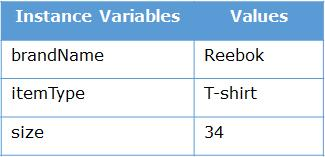 Instance Variables Values
brandName Reebok
itemType T-shirt
size 34